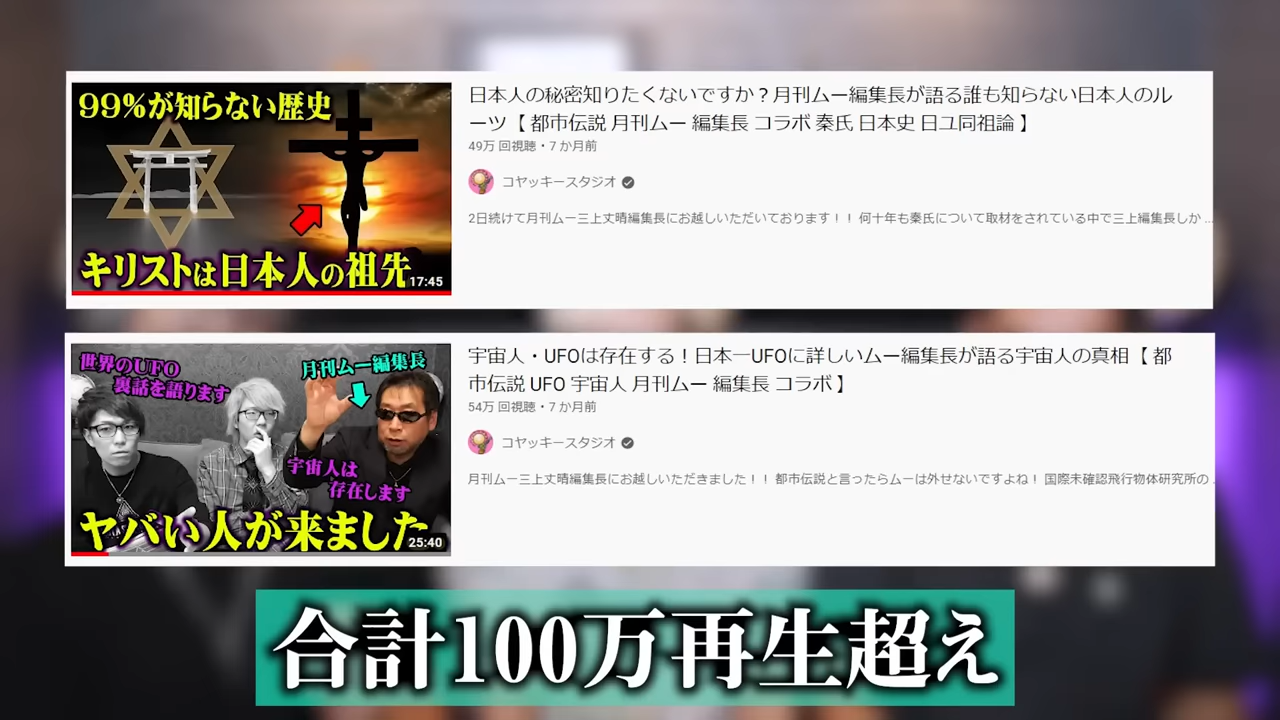 99%が知らない歴史
キリストは日本人の祖先
17:45
日本人の秘密知りたくないですか？月刊ムー編集長が語る誰も知らない日本人のル
ーツ【 都市伝説 月刊ムー 編集長 コラボ 秦氏 日本史 日ユ同祖論 】
49万 回視聴・7 か月前
コヤッキースタジオ
2日続けて月刊ムー三上丈晴編集長にお越しいただいております！！ 何十年も秦氏について取材をされている中で三上編集長しか ...
世界のUFO
裏話を語ります
月刊ムー編集長
宇宙人は
存在します
ヤバい人が来ました
25:40
宇宙人・UFOは存在する！日本一UFOに詳しいムー編集長が語る宇宙人の真相【 都
市伝説 UFO 宇宙人 月刊ムー 編集長 コラボ 】
54万 回視聴・7 か月前
コヤッキースタジオ
月刊ムー三上丈晴編集長にお越しいただきました！！ 都市伝説と言ったらムーは外せないですよね！ 国際未確認飛行物体研究所の .
合計100万再生超え